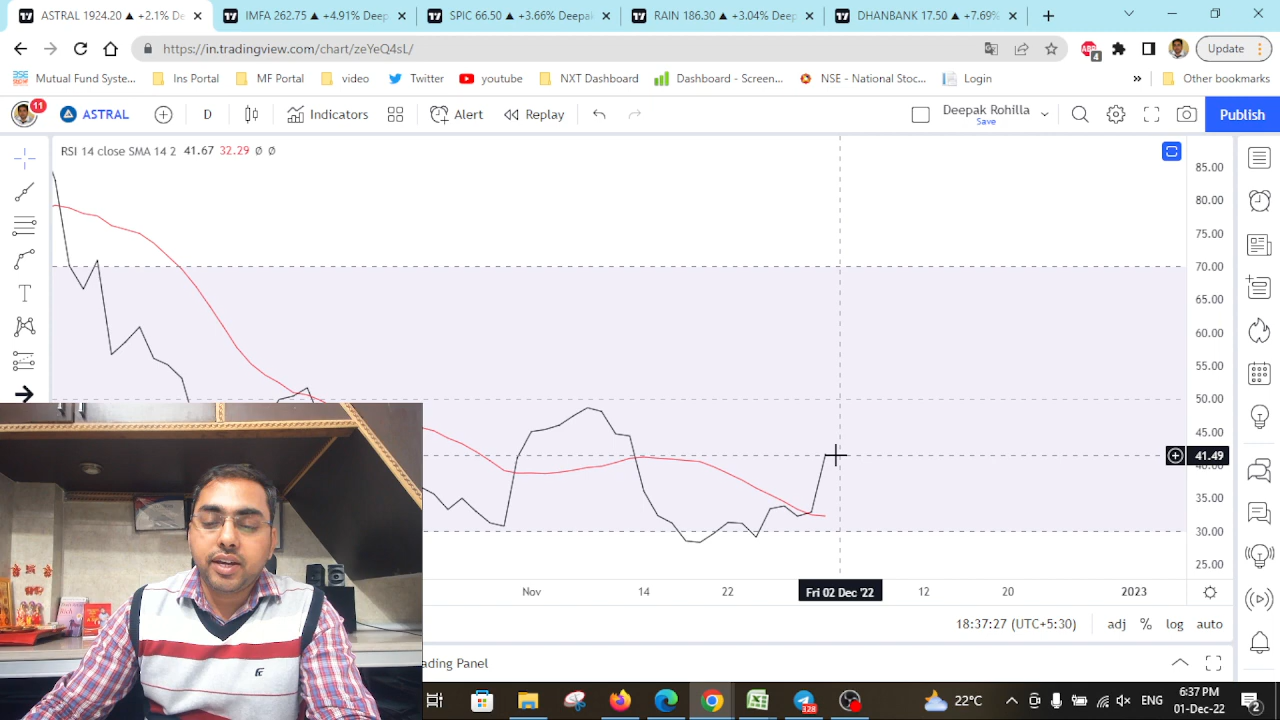 ASTRAL 1924.20 ▲ +2.1% De
IMFA 262.75 ▲ +4.91% Deep
SPIC 66.50 ▲ +3.66% Deepa
RAIN 186.30 ▲ +3.04% Deep
DHANBANK 17.50 ▲ +7.69%
https://in.tradingview.com/chart/zeYeQ4sL/
4
Update
Mutual Fund Syste...
Ins Portal
MF Portal
video
Twitter
youtube
NXT Dashboard
Dashboard - Screen...
NSE - National Stoc...
Login
»
Other bookmarks
11
ASTRAL
D
Indicators
Alert
Replay
Deepak Rohilla
Save
Publish
RSI 14 close SMA 14 2 41.67 32.29 Ø Ø
85.00
80.00
75.00
70.00
65.00
60.00
55.00
50.00
45.00
41.49
40.00
35.00
30.00
25.00
Nov
14
22
Fri 02 Dec '22
12
20
2023
18:37:27 (UTC+5:30)
adj
%
log
auto
ading Panel
128
22°C
ENG
6:37 PM
01-Dec-22
2